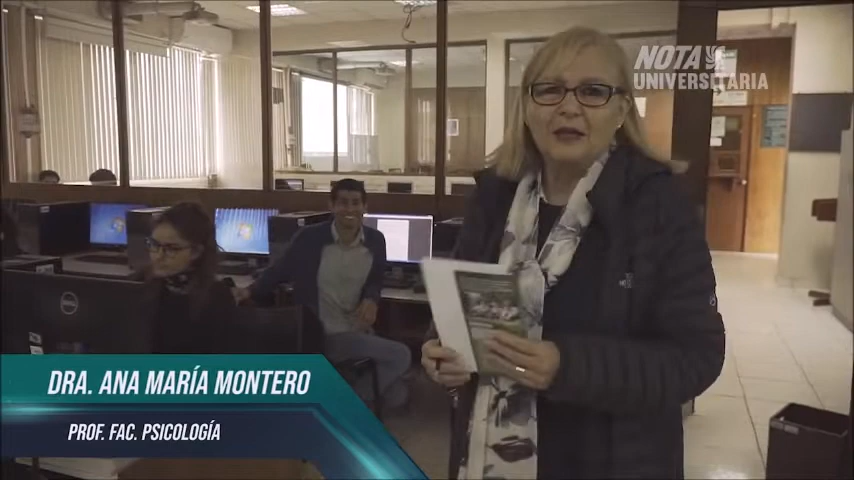 NOTA
UNIVERSITARIA
DELL
DRA. ANA MARÍA MONTERO
PROF. FAC. PSICOLOGÍA